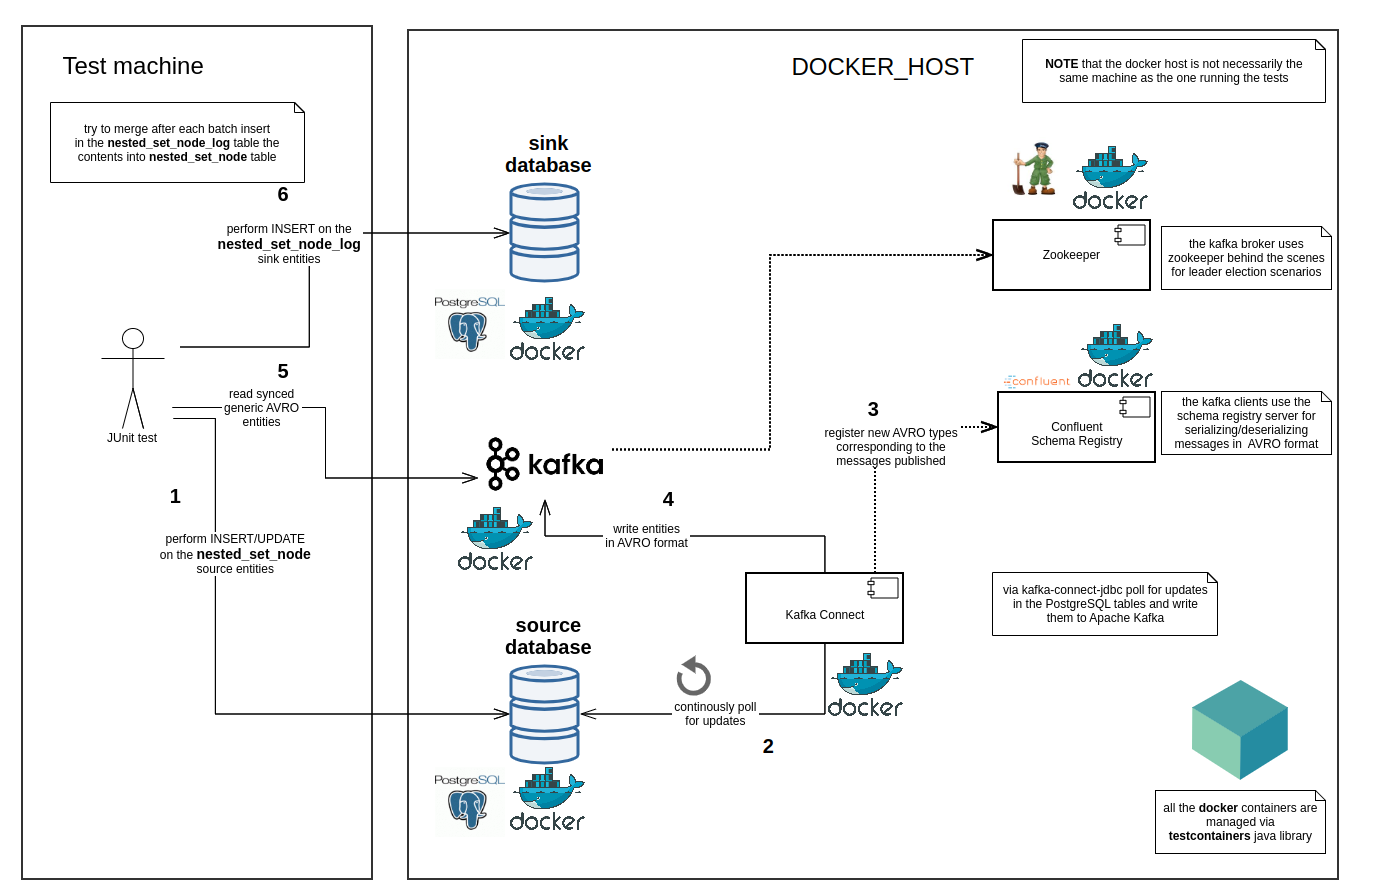 Test machine
try to merge after each batch insert
in the nested_set_node_log table the
contents into nested_set_node table
6
perform INSERT on the
nested_set_node_log
sink entities
5
read synced
generic AVRO
entities
JUnit test
1
perform INSERT/UPDATE
on the nested_set_node
source entities
DOCKER_HOST
NOTE that the docker host is not necessarily the
same machine as the one running the tests
sink
database
PostgreSQL
docker
docker
Zookeeper
the kafka broker uses
zookeeper behind the scenes
for leader election scenarios
confluent
docker
Confluent
Schema Registry
the kafka clients use the
schema registry server for
serializing/deserializing
messages in  AVRO format
3
register new AVRO types
corresponding to the
messages published
kafka
docker
4
write entities
in AVRO format
Kafka Connect
docker
via kafka-connect-jdbc poll for updates
in the PostgreSQL tables and write
them to Apache Kafka
source
database
PostgreSQL
docker
continously poll
for updates
2
all the docker containers are
managed via
testcontainers java library